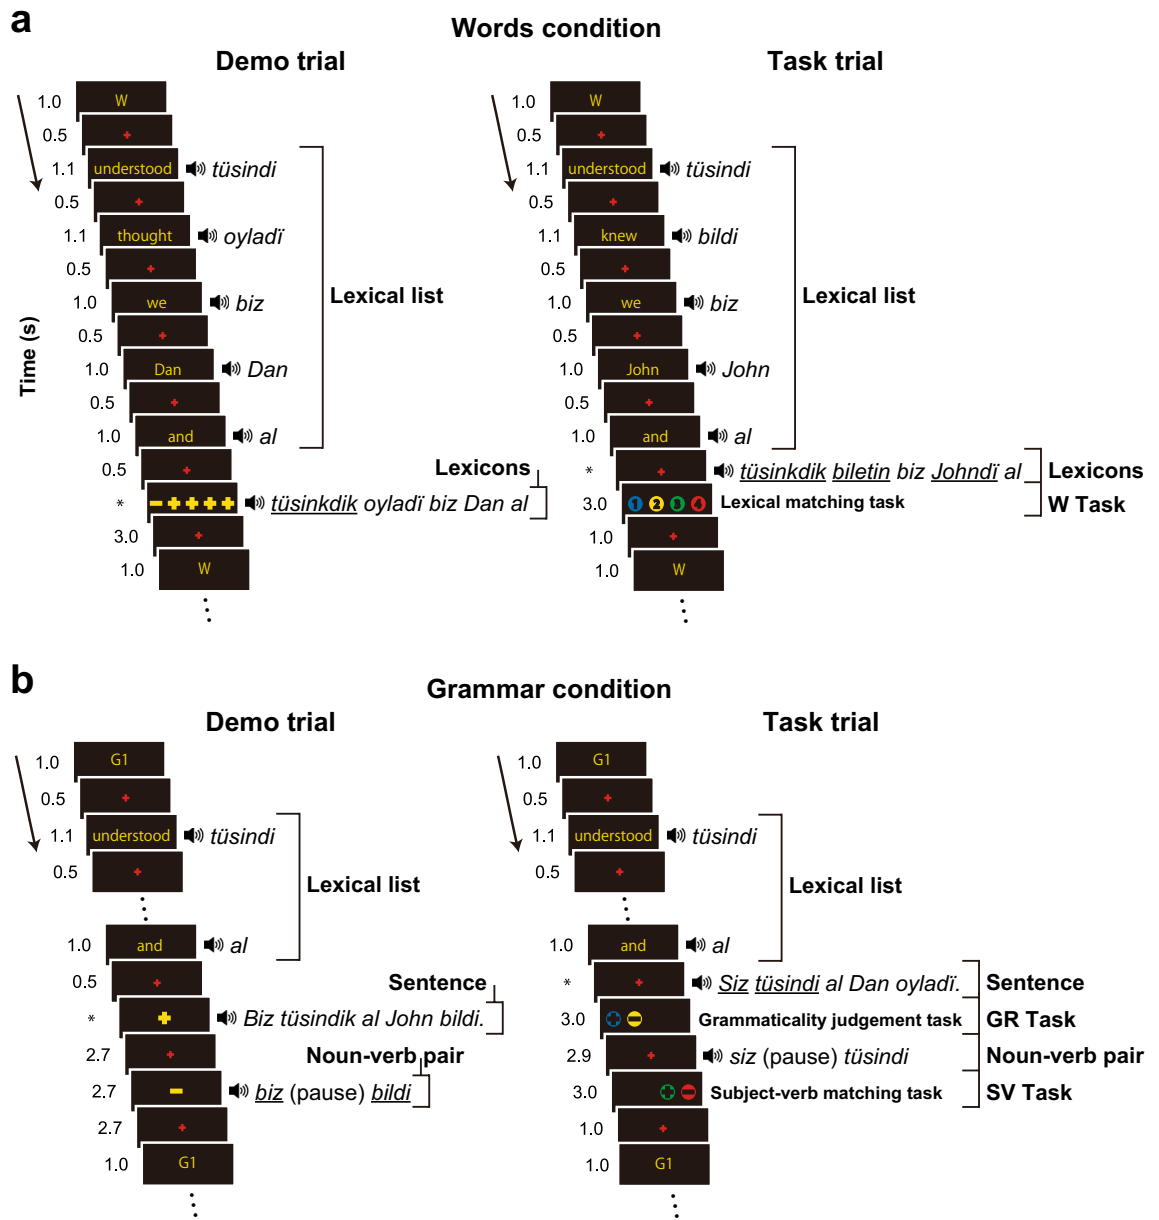 a
Words condition
Demo trial
Task trial
Time (s)
1.0 W
0.5
1.1 understood tüsindi
0.5
1.1 thought oyladï
0.5
1.0 we biz
0.5
1.0 Dan Dan
0.5
1.0 and al
Lexical list
0.5
Lexicons
* tüsinkdik oyladï biz Dan al
3.0
1.0 W
1.0 W
0.5
1.1 understood tüsindi
0.5
1.1 knew bildi
0.5
1.0 we biz
0.5
1.0 John John
0.5
1.0 and al
Lexical list
* tüsinkdik biletin biz Johndï al Lexicons
3.0 1 2 3 4 Lexical matching task W Task
1.0
1.0 W
b
Grammar condition
Demo trial
Task trial
1.0 G1
0.5
1.1 understood tüsindi
0.5
Lexical list
1.0 and al
0.5
Sentence
* Biz tüsindik al John bildi.
2.7
Noun-verb pair
2.7 biz (pause) bildi
2.7
1.0 G1
1.0 G1
0.5
1.1 understood tüsindi
0.5
Lexical list
1.0 and al
* Siz tüsindi al Dan oyladï. Sentence
3.0 Grammaticality judgement task GR Task
2.9 siz (pause) tüsindi Noun-verb pair
3.0 Subject-verb matching task SV Task
1.0
1.0 G1